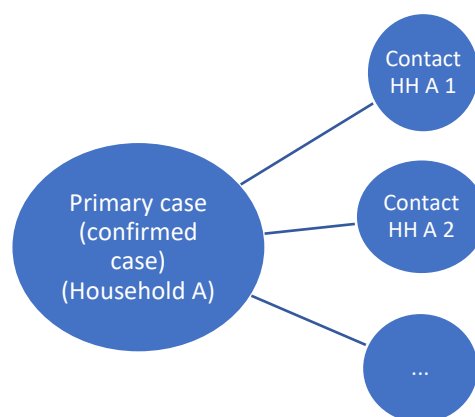 Contact
HH A 1
Primary case
(confirmed
case)
(Household A)
Contact
HH A 2
...